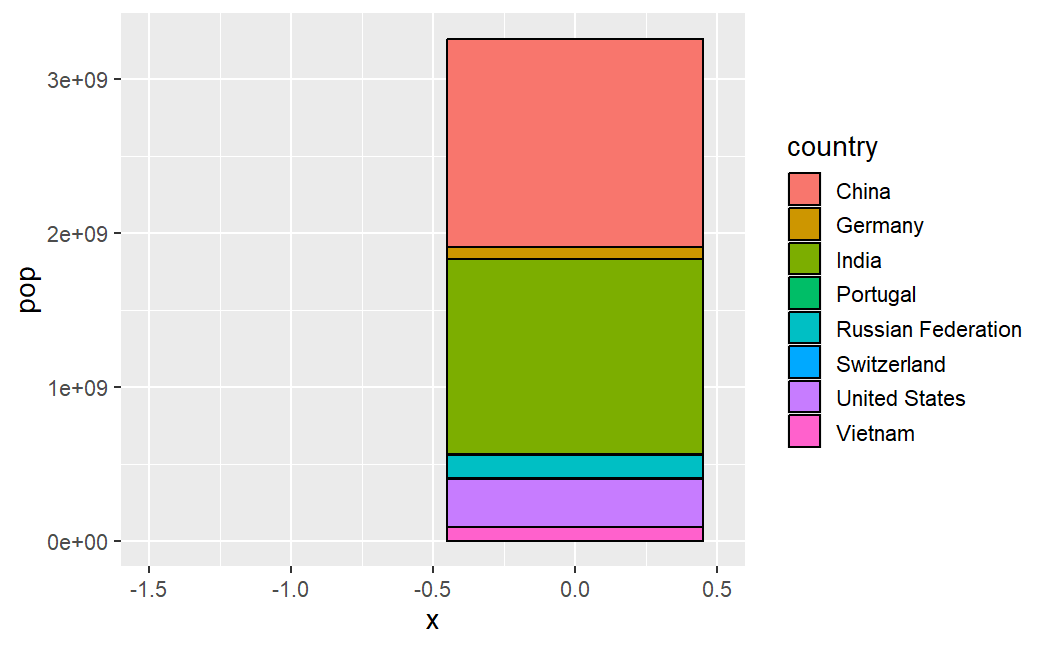 3e+09
2e+09
1e+09
0e+00
pop
-1.5 -1.0 -0.5 0.0 0.5
x
country
China
Germany
India
Portugal
Russian Federation
Switzerland
United States
Vietnam